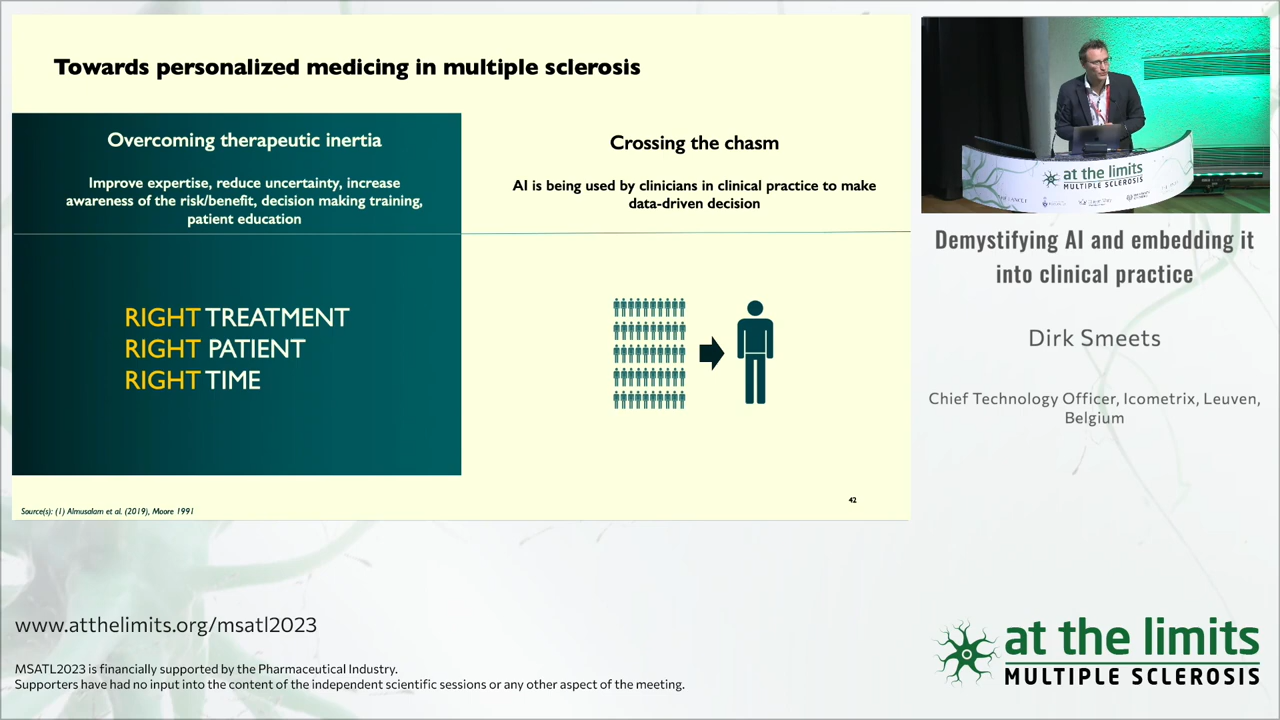 Towards personalized medicing in multiple sclerosis
Overcoming therapeutic inertia
Improve expertise, reduce uncertainty, increase
awareness of the risk/benefit, decision making training,
patient education
RIGHT TREATMENT
RIGHT PATIENT
RIGHT TIME
Crossing the chasm
AI is being used by clinicians in clinical practice to make
data-driven decision
42
Source(s): (1) Almusalam et al. (2019), Moore 1991
at the limits
MULTIPLE SCLEROSIS
Demystifying AI and embedding it
into clinical practice
Dirk Smeets
Chief Technology Officer, Icometrix, Leuven,
Belgium
www.atthelimits.org/msatl2023
MSATL2023 is financially supported by the Pharmaceutical Industry.
Supporters have had no input into the content of the independent scientific sessions or any other aspect of the meeting.
at the limits
MULTIPLE SCLEROSIS